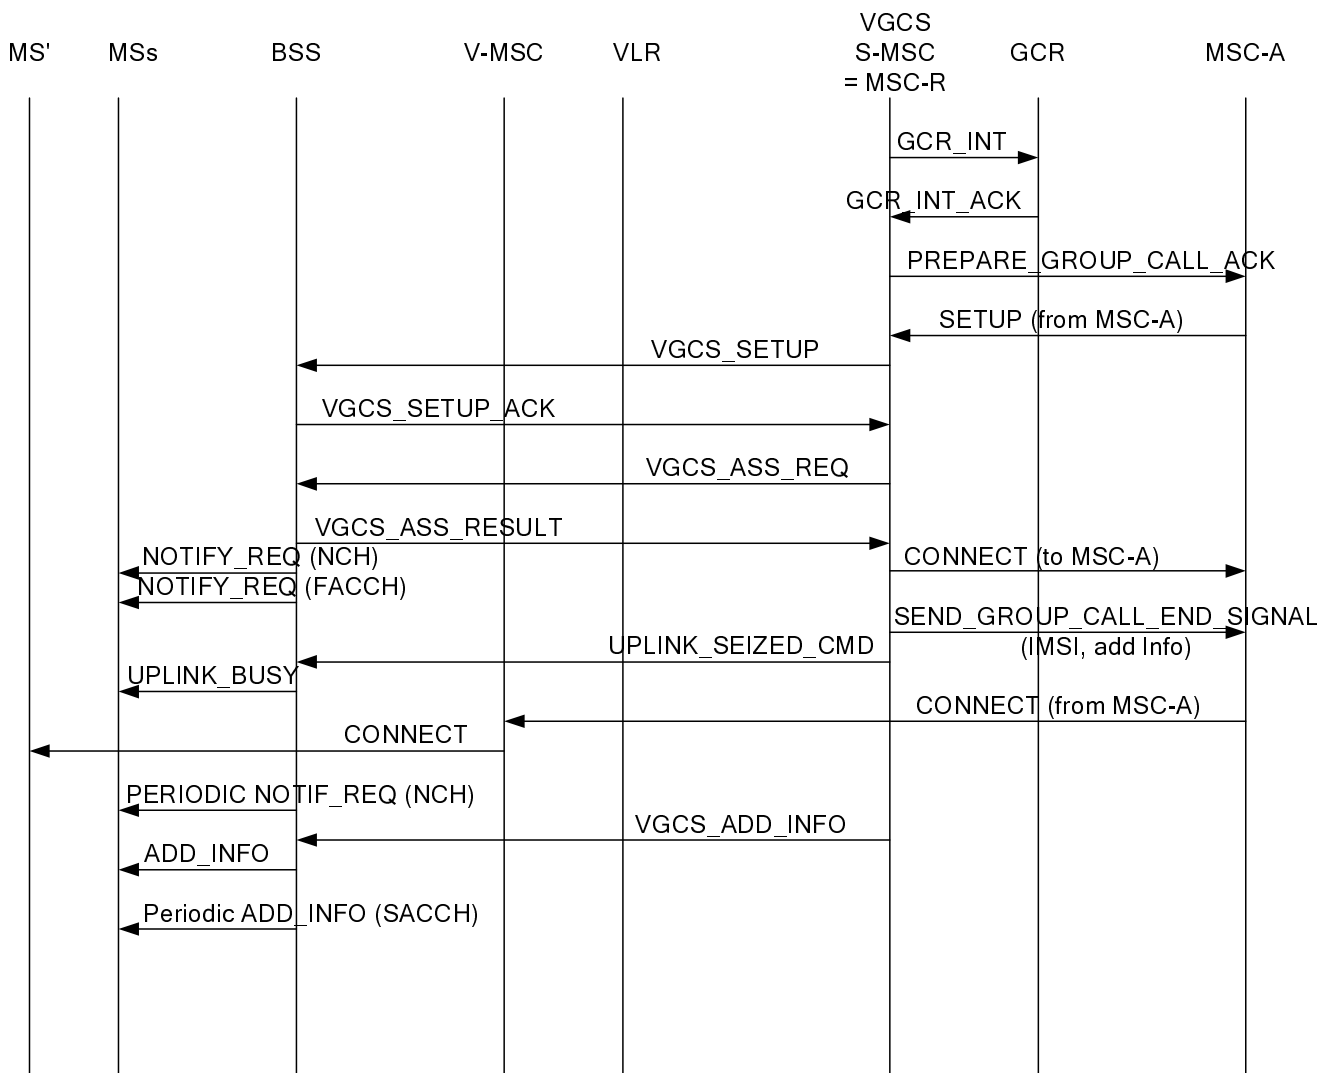 VGCS
MS' MSs BSS V-MSC VLR S-MSC GCR MSC-A
= MSC-R
GCR_INT
GCR_INT_ACK
PREPARE_GROUP_CALL_ACK
SETUP (from MSC-A)
VGCS_SETUP
VGCS_SETUP_ACK
VGCS_ASS_REQ
VGCS_ASS_RESULT
NOTIFY_REQ (NCH) CONNECT (to MSC-A)
NOTIFY_REQ (FACCH)
SEND_GROUP_CALL_END_SIGNAL
UPLINK_SEIZED_CMD (IMSI, add Info)
UPLINK_BUSY
CONNECT (from MSC-A)
CONNECT
PERIODIC NOTIF_REQ (NCH)
VGCS_ADD_INFO
ADD_INFO
Periodic ADD_INFO (SACCH)